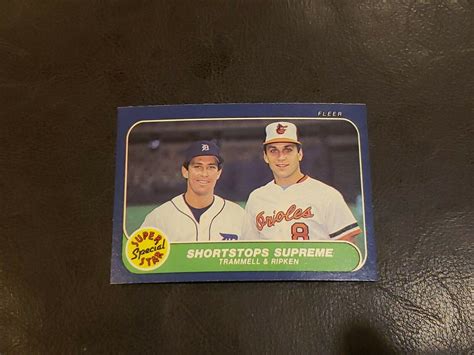 FLEER
D
Orioles
8
SUPER
Special
STAR
SHORTSTOPS SUPREME
TRAMMELL & RIPKEN